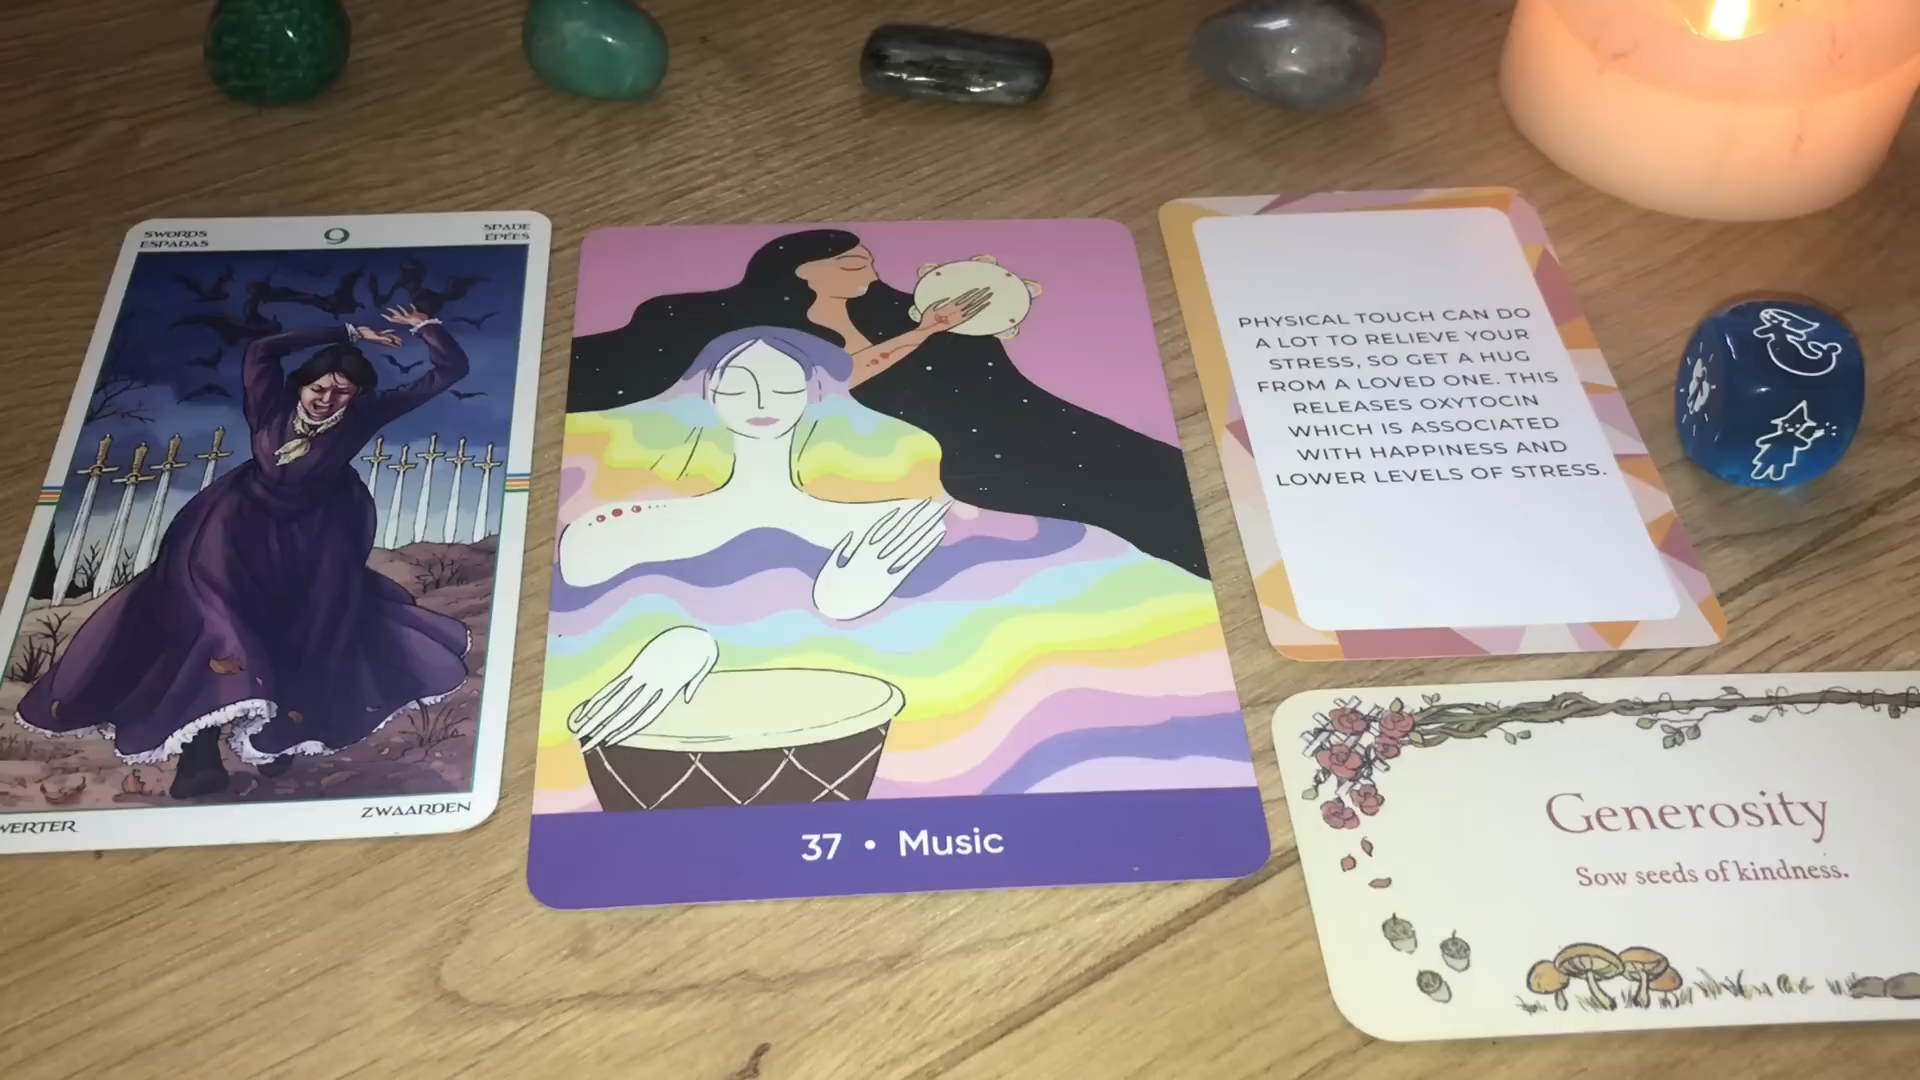 SWORDS
ESPADAS
9
SPADE
ÉPÉES
ZWAARDEN
37 • Music
PHYSICAL TOUCH CAN DO
A LOT TO RELIEVE YOUR
STRESS, SO GET A HUG
FROM A LOVED ONE. THIS
RELEASES OXYTOCIN
WHICH IS ASSOCIATED
WITH HAPPINESS AND
LOWER LEVELS OF STRESS.
Generosity
Sow seeds of kindness.